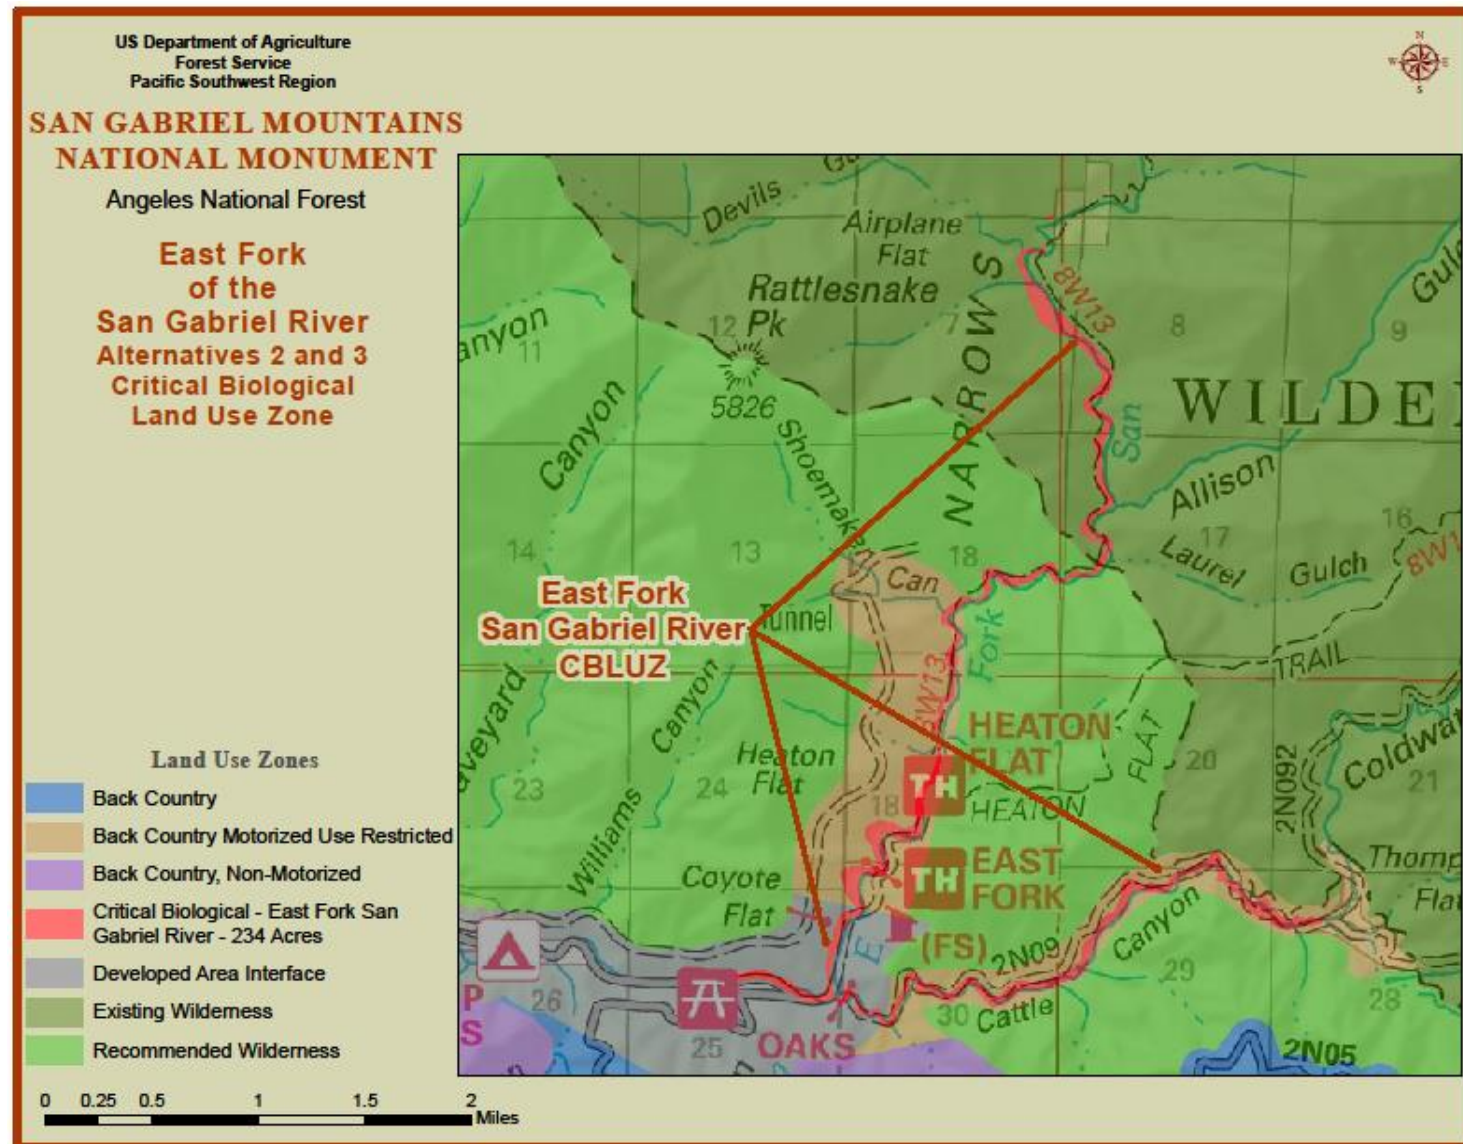 US Department of Agriculture
Forest Service
Pacific Southwest Region
SAN GABRIEL MOUNTAINS
NATIONAL MONUMENT
Angeles National Forest
East Fork
of the
San Gabriel River
Alternatives 2 and 3
Critical Biological
Land Use Zone
N
W E
S
Devils Gu
Airplane
Flat
Rattlesnake
Pk
12
7
8W13
8
9
Gulc
anyon
11
5826
NARROWS
WILDE
Canyon
Shoemaker
San
Allison
14
13
18
17
16
Laurel Gulch
8W1
Can
East Fork
San Gabriel River
CBLUZ
Tunnel
Fork
8W13
TRAIL
Canyon
aveyard
HEATON
FLAT
Heaton
Flat
FLAT
20
2N092
Coldwat
21
23
24
18
TH
HEATON
Williams
Coyote
Flat
TH
EAST
FORK
(FS)
Thomp
Flat
E
2N09
Canyon
29
P
S
26
30
Cattle
28
25
OAKS
2N05
Land Use Zones
Back Country
Back Country Motorized Use Restricted
Back Country, Non-Motorized
Critical Biological - East Fork San
Gabriel River - 234 Acres
Developed Area Interface
Existing Wilderness
Recommended Wilderness
0 0.25 0.5 1 1.5 2
Miles